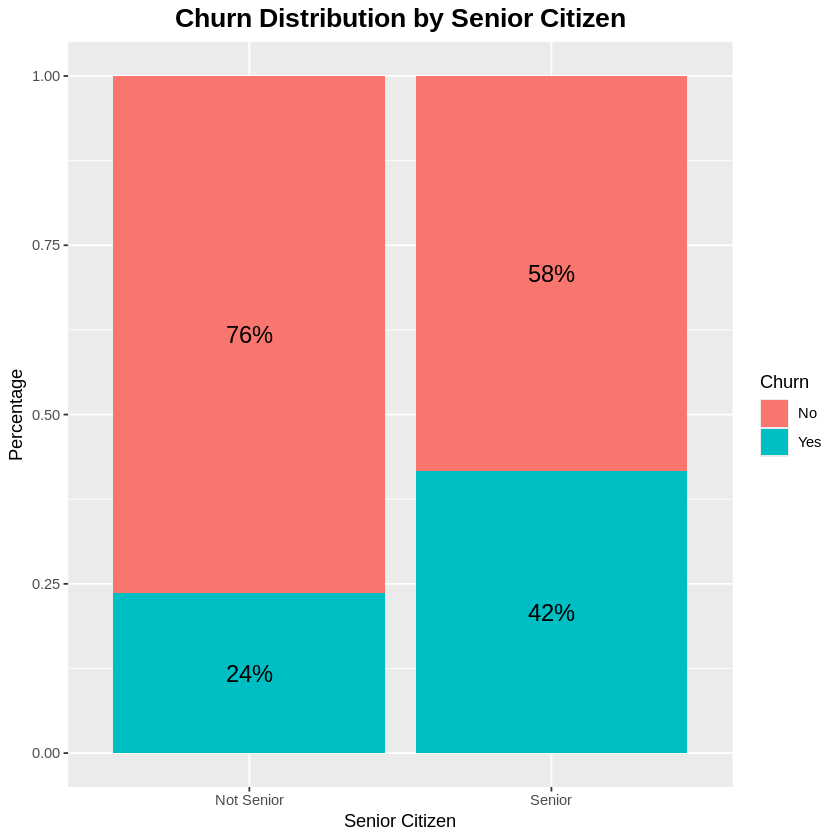 Churn Distribution by Senior Citizen
1.00
0.75
0.50
0.25
0.00
Percentage
76%
58%
24%
42%
Not Senior
Senior
Senior Citizen
Churn
No
Yes